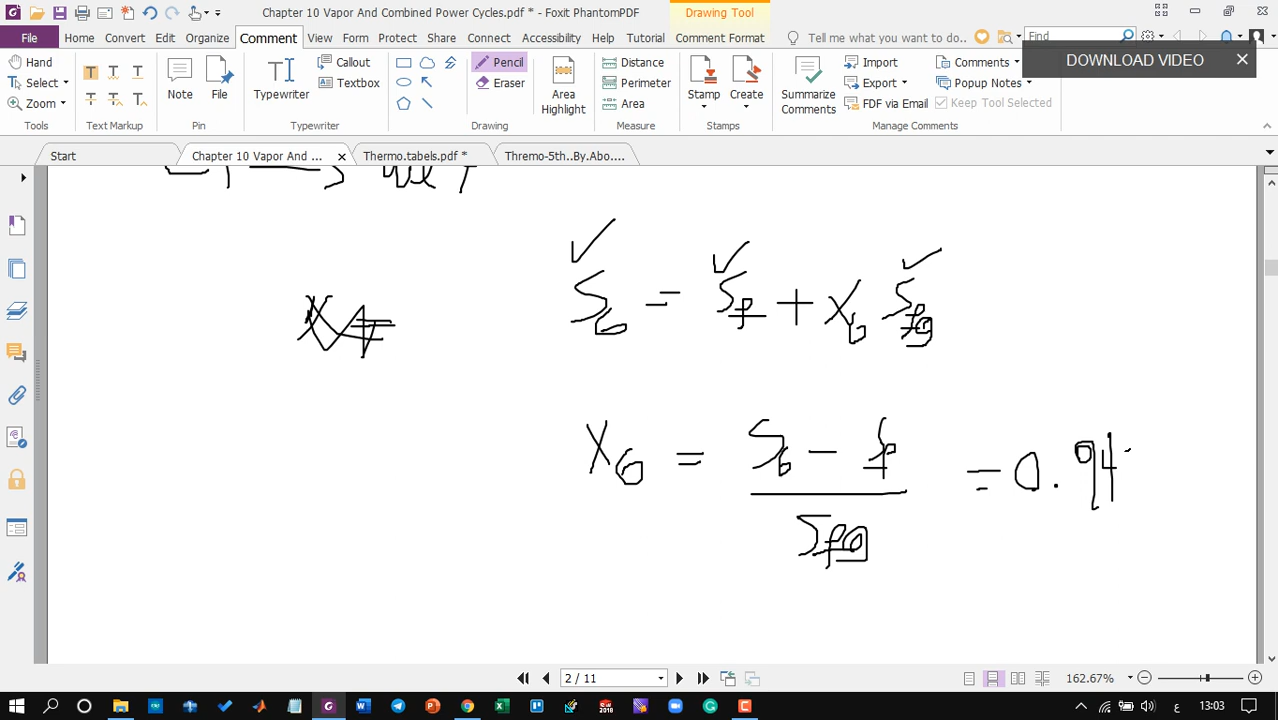 Chapter 10 Vapor And Combined Power Cycles.pdf * - Foxit PhantomPDF
Drawing Tool
File Home Convert Edit Organize Comment View Form Protect Share Connect Accessibility Help Tutorial Comment Format Tell me what you want to do... Find
DOWNLOAD VIDEO
Hand Select Zoom
Tools
Text Markup
Note File
Pin
Typewriter Callout Textbox
Typewriter
Pencil Eraser
Drawing
Area Highlight
Distance Perimeter Area
Measure
Stamp Create
Stamps
Summarize Comments
Import Export FDF via Email
Comments Popup Notes Keep Tool Selected
Manage Comments
Start Chapter 10 Vapor And ... Thermo.tabels.pdf * Thremo-5th..By.Abo....
S6 = Sf + X6 Sfg
X6 = S6 - Sf / Sfg = 0.94
2 / 11 162.67%
13:03